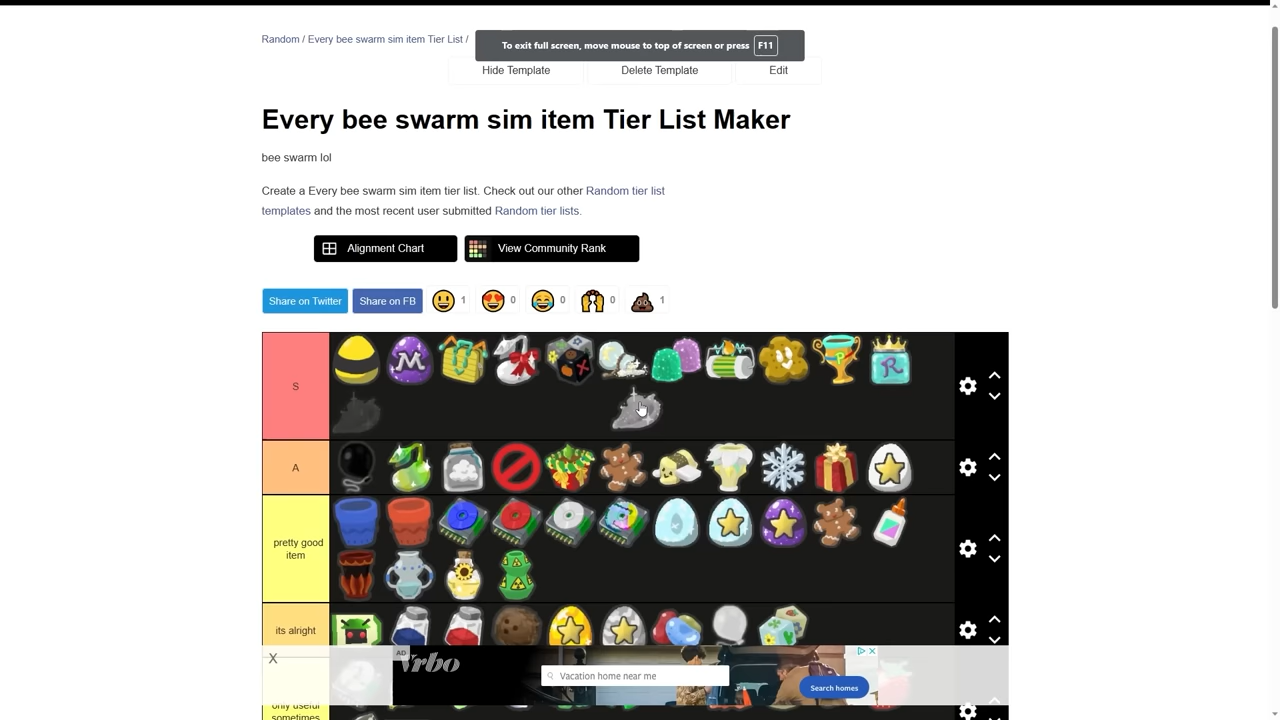 Random / Every bee swarm sim item Tier List /
To exit full screen, move mouse to top of screen or press F11
Hide Template
Delete Template
Edit
Every bee swarm sim item Tier List Maker
bee swarm lol
Create a Every bee swarm sim item tier list. Check out our other Random tier list
templates and the most recent user submitted Random tier lists.
Alignment Chart
View Community Rank
Share on Twitter
Share on FB
1
0
0
0
1
S
M
P
R
A
pretty good
item
its alright
X
AD
Vrbo
Vacation home near me
Search homes
only useful
sometimes